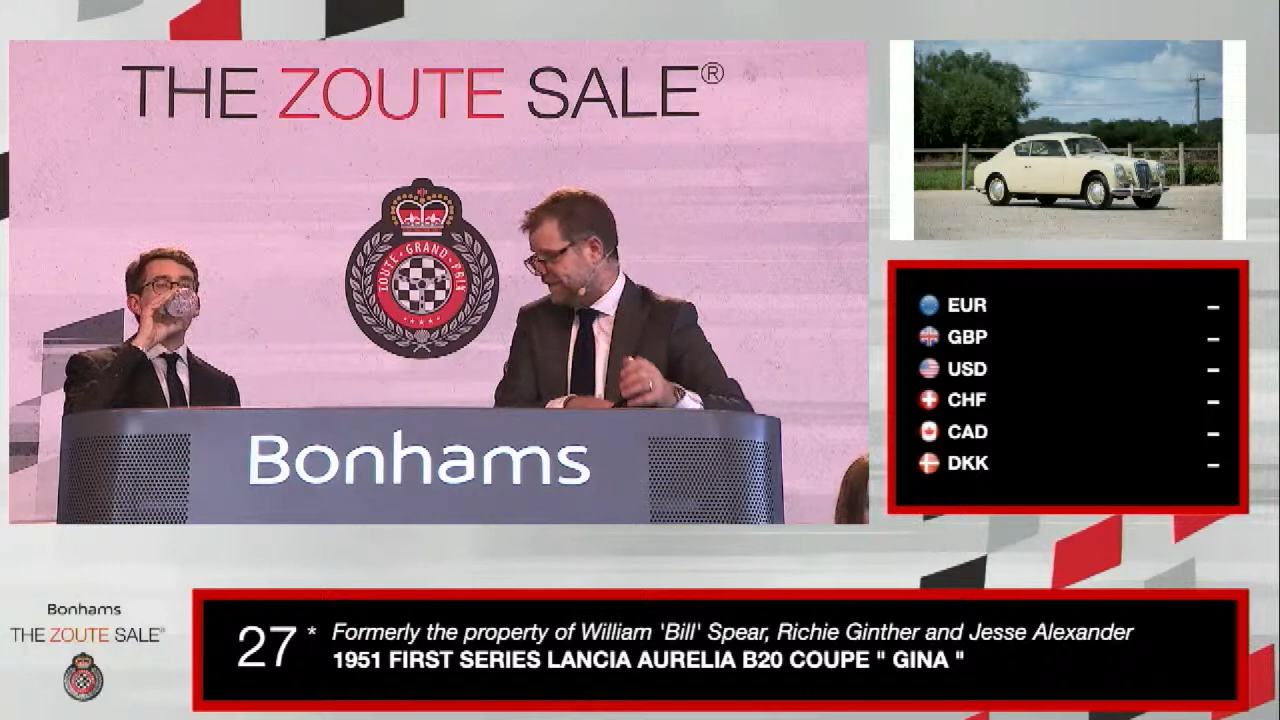 THE ZOUTE SALE®
ZOUTE · GRAND · PRIX
Bonhams
EUR –
GBP –
USD –
CHF –
CAD –
DKK –
Bonhams
THE ZOUTE SALE®
27 * Formerly the property of William 'Bill' Spear, Richie Ginther and Jesse Alexander
1951 FIRST SERIES LANCIA AURELIA B20 COUPE " GINA "